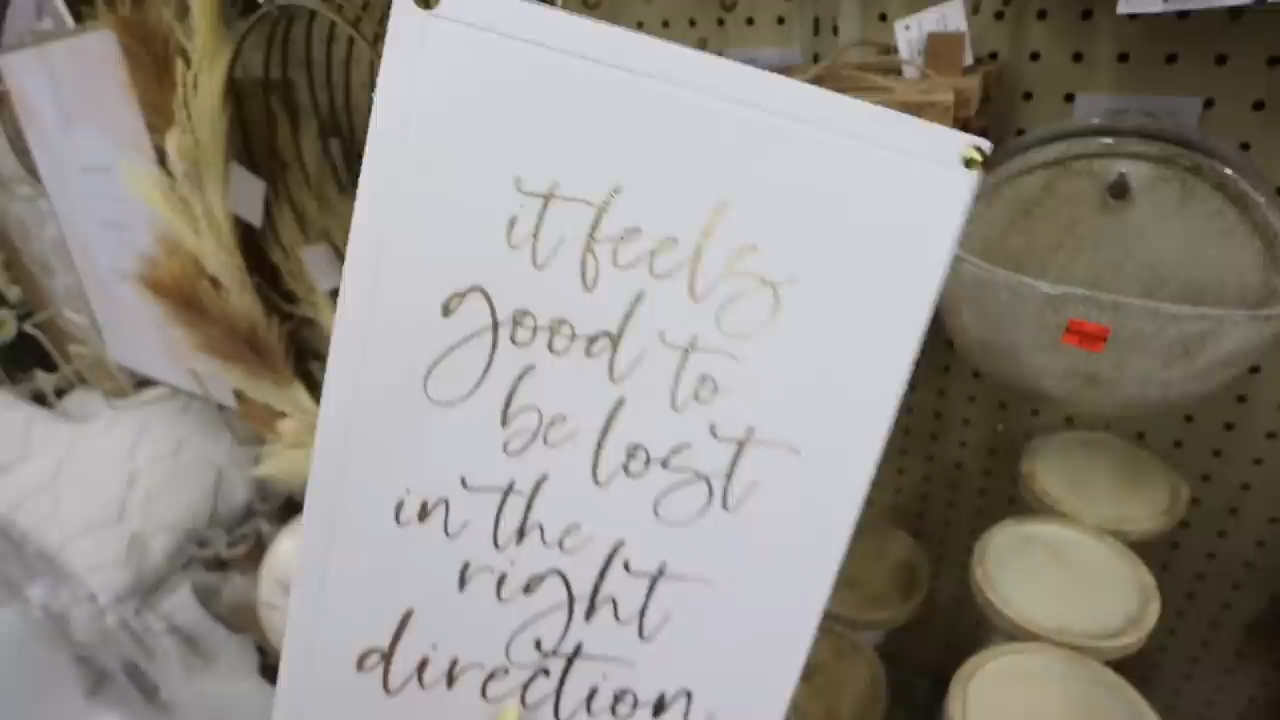 it feels
good to
be lost
in the
right
direction.